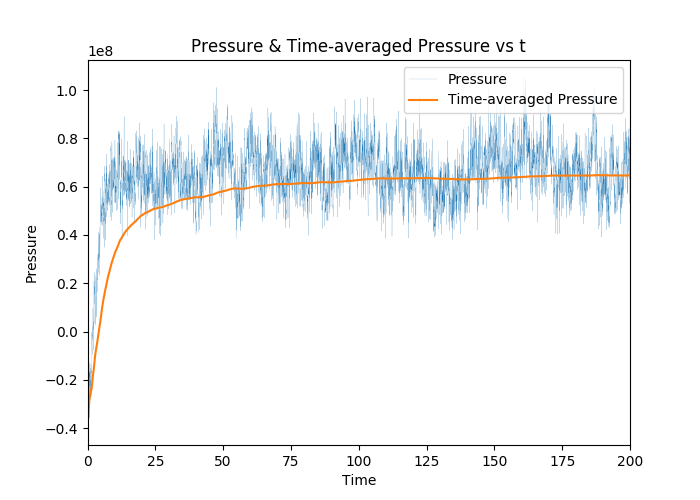 Pressure & Time-averaged Pressure vs t
1e8
Pressure
Time-averaged Pressure
1.0
0.8
0.6
0.4
0.2
0.0
−0.2
−0.4
Pressure
0 25 50 75 100 125 150 175 200
Time